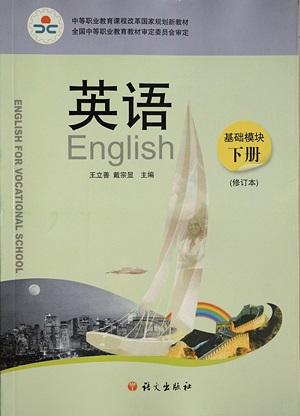 中等职业教育课程改革国家规划新教材
全国中等职业教育教材审定委员会审定
英语
English
基础模块
下册
(修订本)
王立善 戴宗显 主编
ENGLISH FOR VOCATIONAL SCHOOL
语文出版社